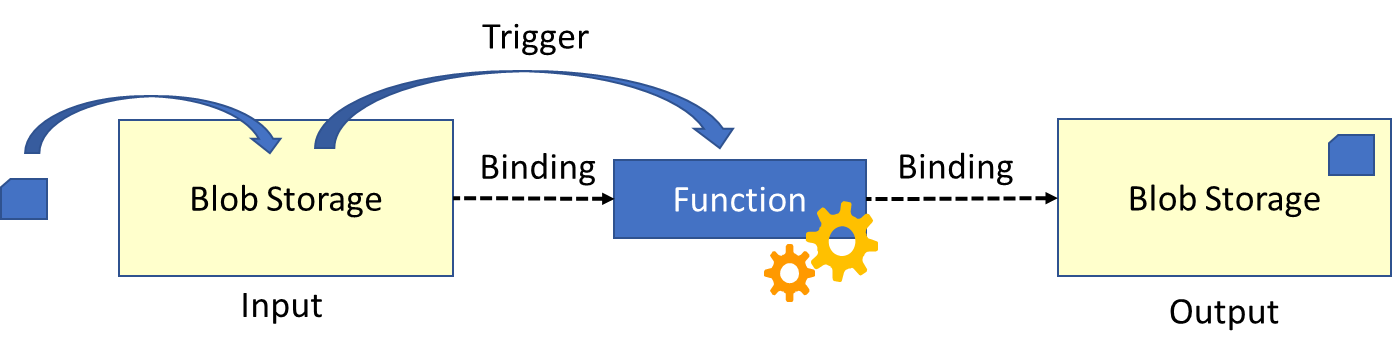 Trigger
Blob Storage
Binding
Function
Binding
Blob Storage
Input
Output